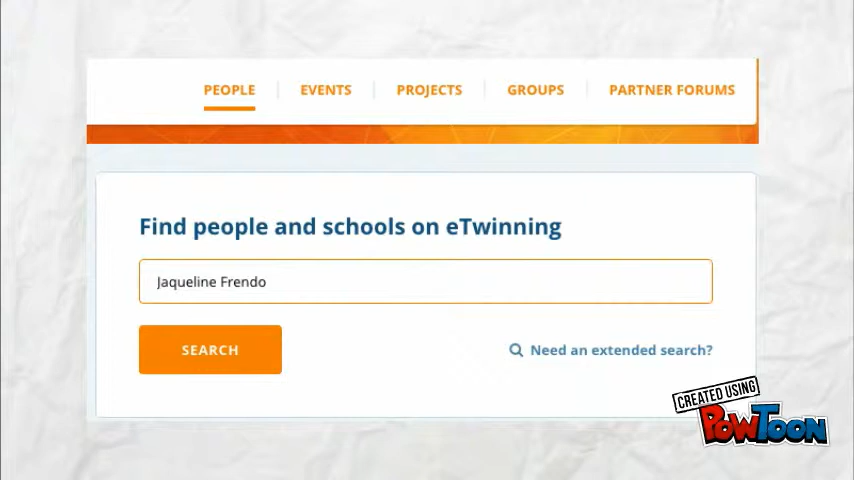 PEOPLE EVENTS PROJECTS GROUPS PARTNER FORUMS
Find people and schools on eTwinning
Jaqueline Frendo
SEARCH Need an extended search?
CREATED USING
POWTOON